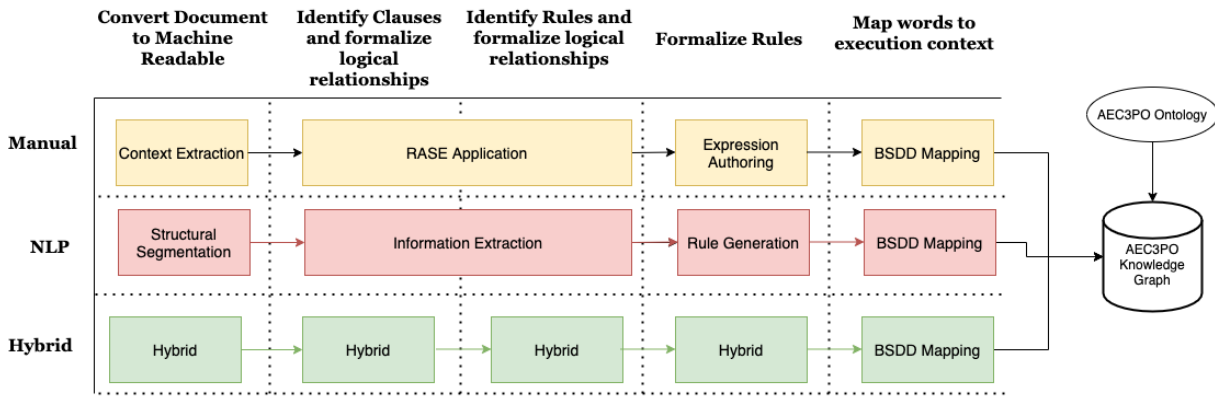 Convert Document
to Machine
Readable
Identify Clauses
and formalize
logical
relationships
Identify Rules and
formalize logical
relationships
Formalize Rules
Map words to
execution context
Manual
Context Extraction
RASE Application
Expression
Authoring
BSDD Mapping
AEC3PO Ontology
NLP
Structural
Segmentation
Information Extraction
Rule Generation
BSDD Mapping
AEC3PO
Knowledge
Graph
Hybrid
Hybrid
Hybrid
Hybrid
Hybrid
BSDD Mapping